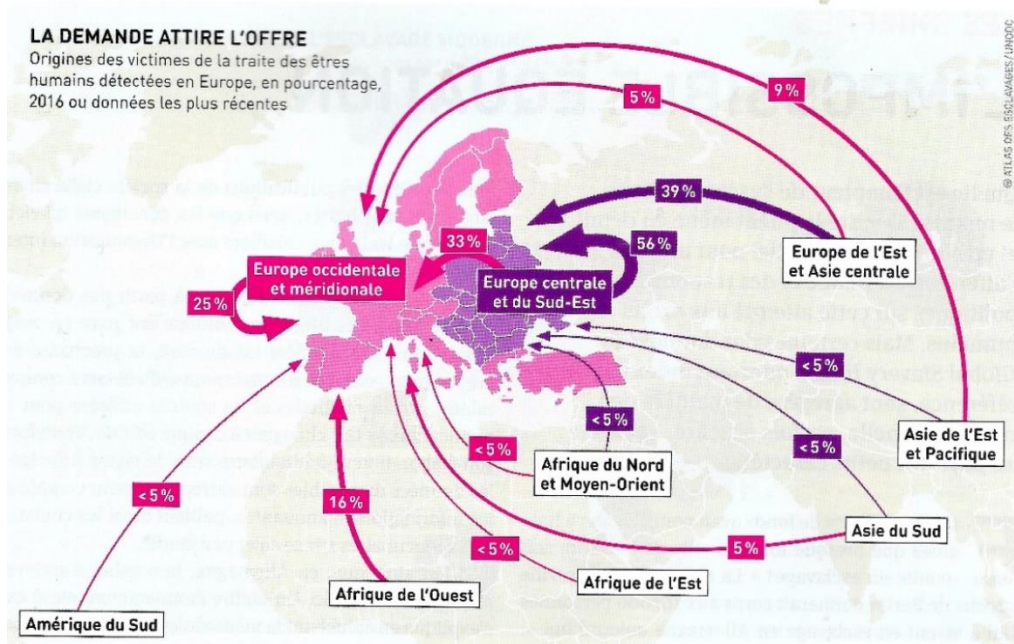 LA DEMANDE ATTIRE L'OFFRE
Origines des victimes de la traite des êtres
humains détectées en Europe, en pourcentage,
2016 ou données les plus récentes
© ATLAS DES ESCLAVAGES/UNODC
5 %
9 %
39 %
33 %
56 %
Europe de l'Est
et Asie centrale
Europe occidentale
et méridionale
Europe centrale
et du Sud-Est
25 %
<5 %
<5 %
Asie de l'Est
et Pacifique
<5 %
<5 %
Afrique du Nord
et Moyen-Orient
<5 %
16 %
Asie du Sud
<5 %
5 %
Afrique de l'Est
Afrique de l'Ouest
Amérique du Sud